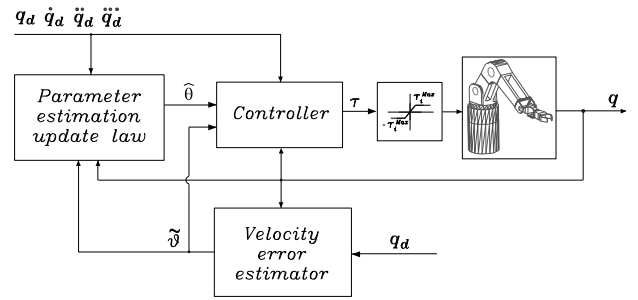 q_d q̇_d q̈_d q⃛_d
Parameter
estimation
update law
θ̂
Controller
τ
τ_i^Max
-τ_i^Max
q
ϑ̃
Velocity
error
estimator
q_d